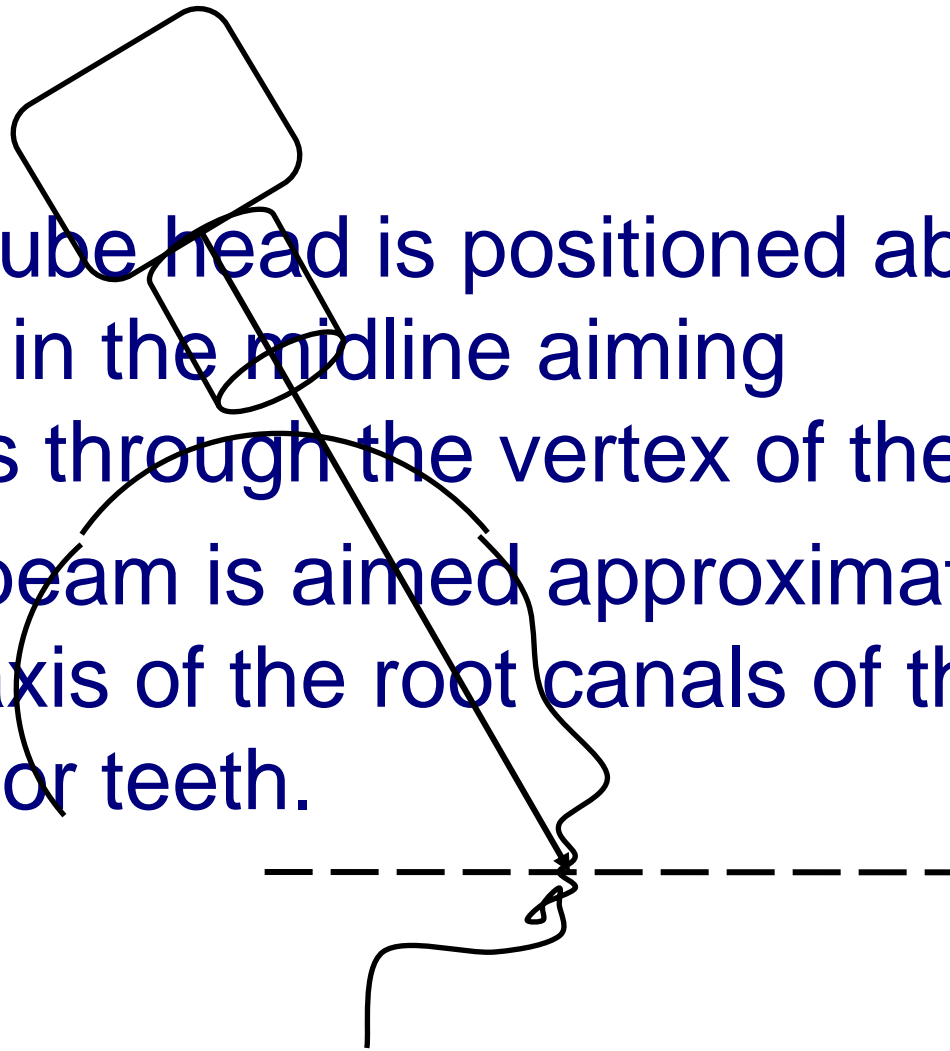 ube head is positioned ab
in the midline aiming
s through the vertex of the
beam is aimed approximat
axis of the root canals of th
or teeth.